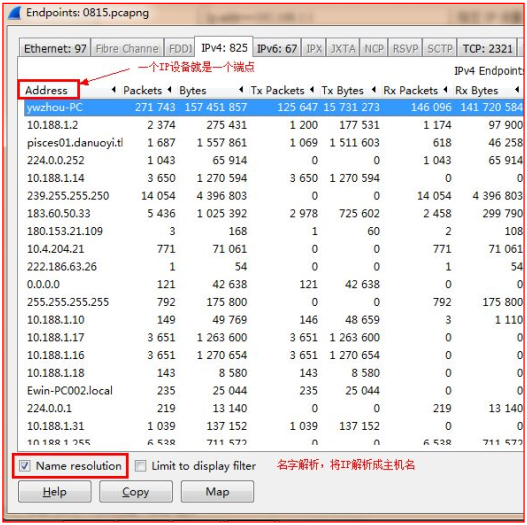 Endpoints: 0815.pcapng
Ethernet: 97 Fibre Channe FDDI IPv4: 825 IPv6: 67 IPX JXTA NCP RSVP SCTP TCP: 2321
一个IP设备就是一个端点
IPv4 Endpoint
Address Packets Bytes Tx Packets Tx Bytes Rx Packets Rx Bytes
ywzhou-PC 271 743 157 451 857 125 647 15 731 273 146 096 141 720 584
10.188.1.2 2 374 275 431 1 200 177 531 1 174 97 900
pisces01.danuoyi.tl 1 687 1 557 861 1 069 1 511 603 618 46 258
224.0.0.252 1 043 65 914 0 0 1 043 65 914
10.188.1.14 3 650 1 270 594 3 650 1 270 594 0 0
239.255.255.250 14 054 4 396 803 0 0 14 054 4 396 803
183.60.50.33 5 436 1 025 392 2 978 725 602 2 458 299 790
180.153.21.109 3 168 1 60 2 108
10.4.204.21 771 71 061 0 0 771 71 061
222.186.63.26 1 54 0 0 1 54
0.0.0.0 121 42 638 121 42 638 0 0
255.255.255.255 792 175 800 0 0 792 175 800
10.188.1.10 149 49 769 146 48 659 3 1 110
10.188.1.17 3 651 1 263 600 3 651 1 263 600 0 0
10.188.1.16 3 651 1 270 654 3 651 1 270 654 0 0
10.188.1.18 143 8 580 143 8 580 0 0
Ewin-PC002.local 235 25 044 235 25 044 0 0
224.0.0.1 219 13 140 0 0 219 13 140
10.188.1.31 1 039 137 152 1 039 137 152 0 0
10.188.1.255 6 538 711 572 0 0 6 538 711 572
Name resolution Limit to display filter 名字解析，将IP解析成主机名
Help Copy Map